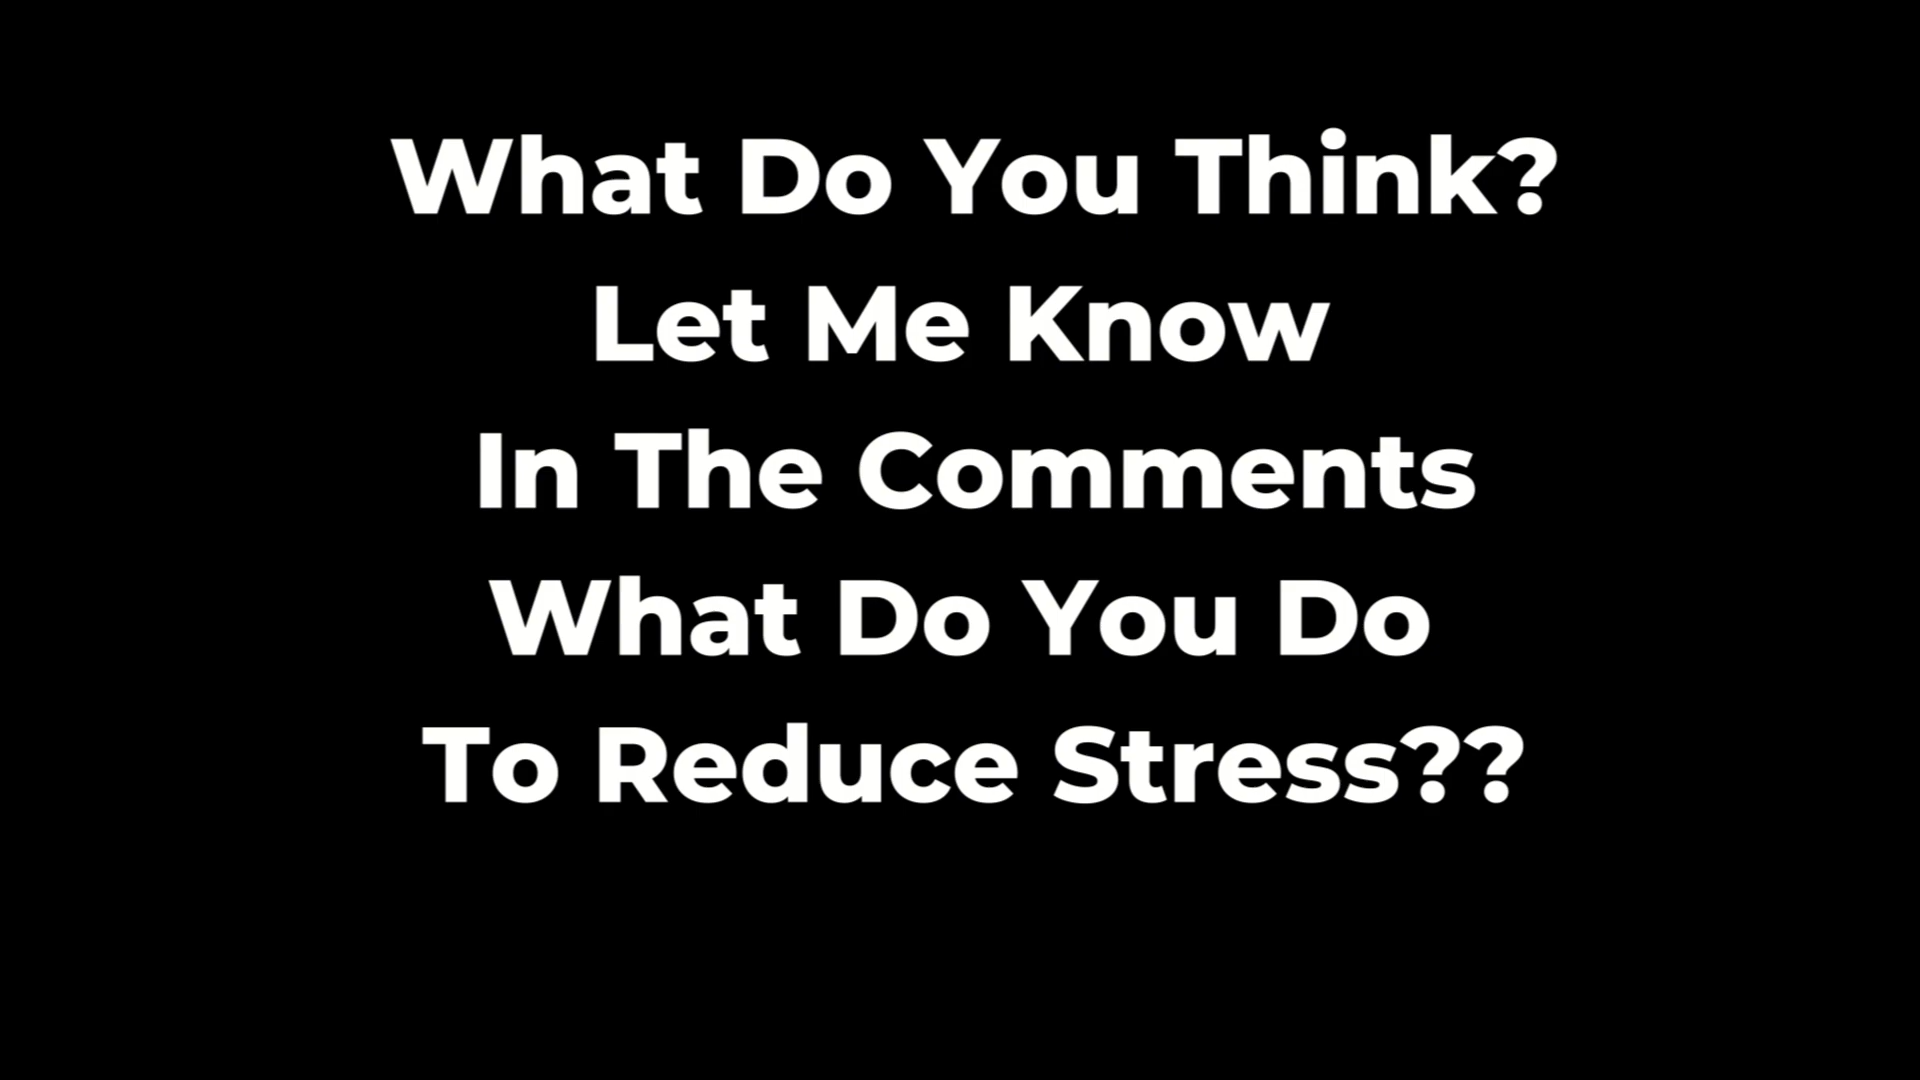 What Do You Think?
Let Me Know
In The Comments
What Do You Do
To Reduce Stress??